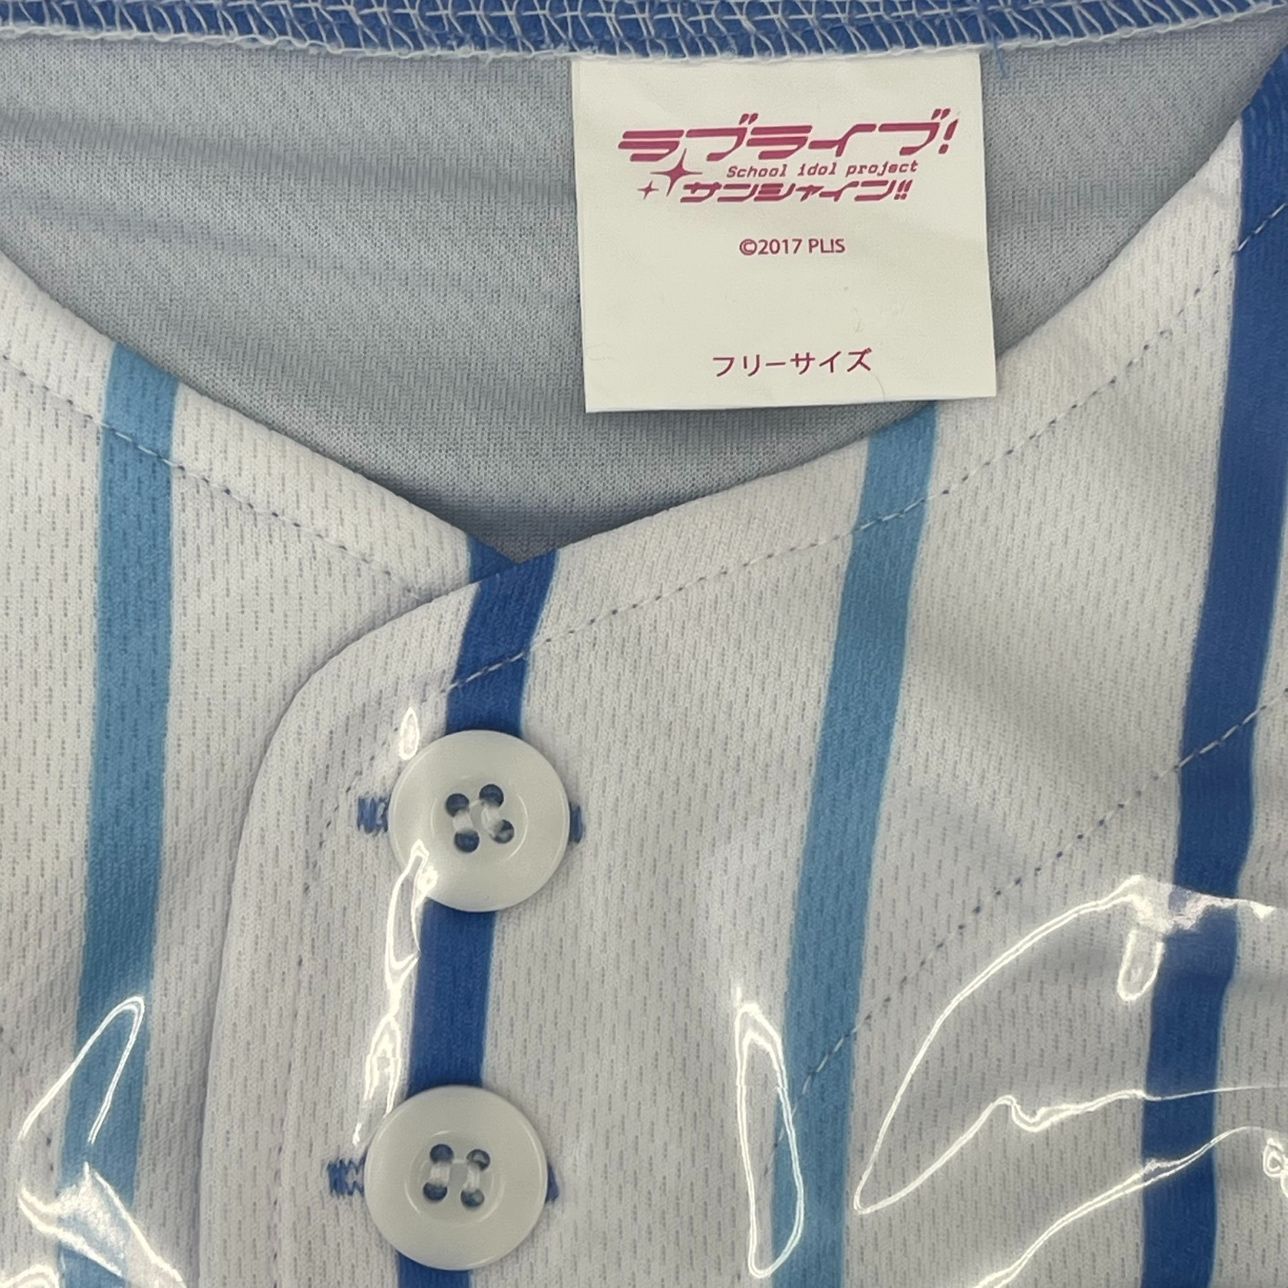 ラブライブ!
School idol project
サンシャイン!!
©2017 PLIS
フリーサイズ